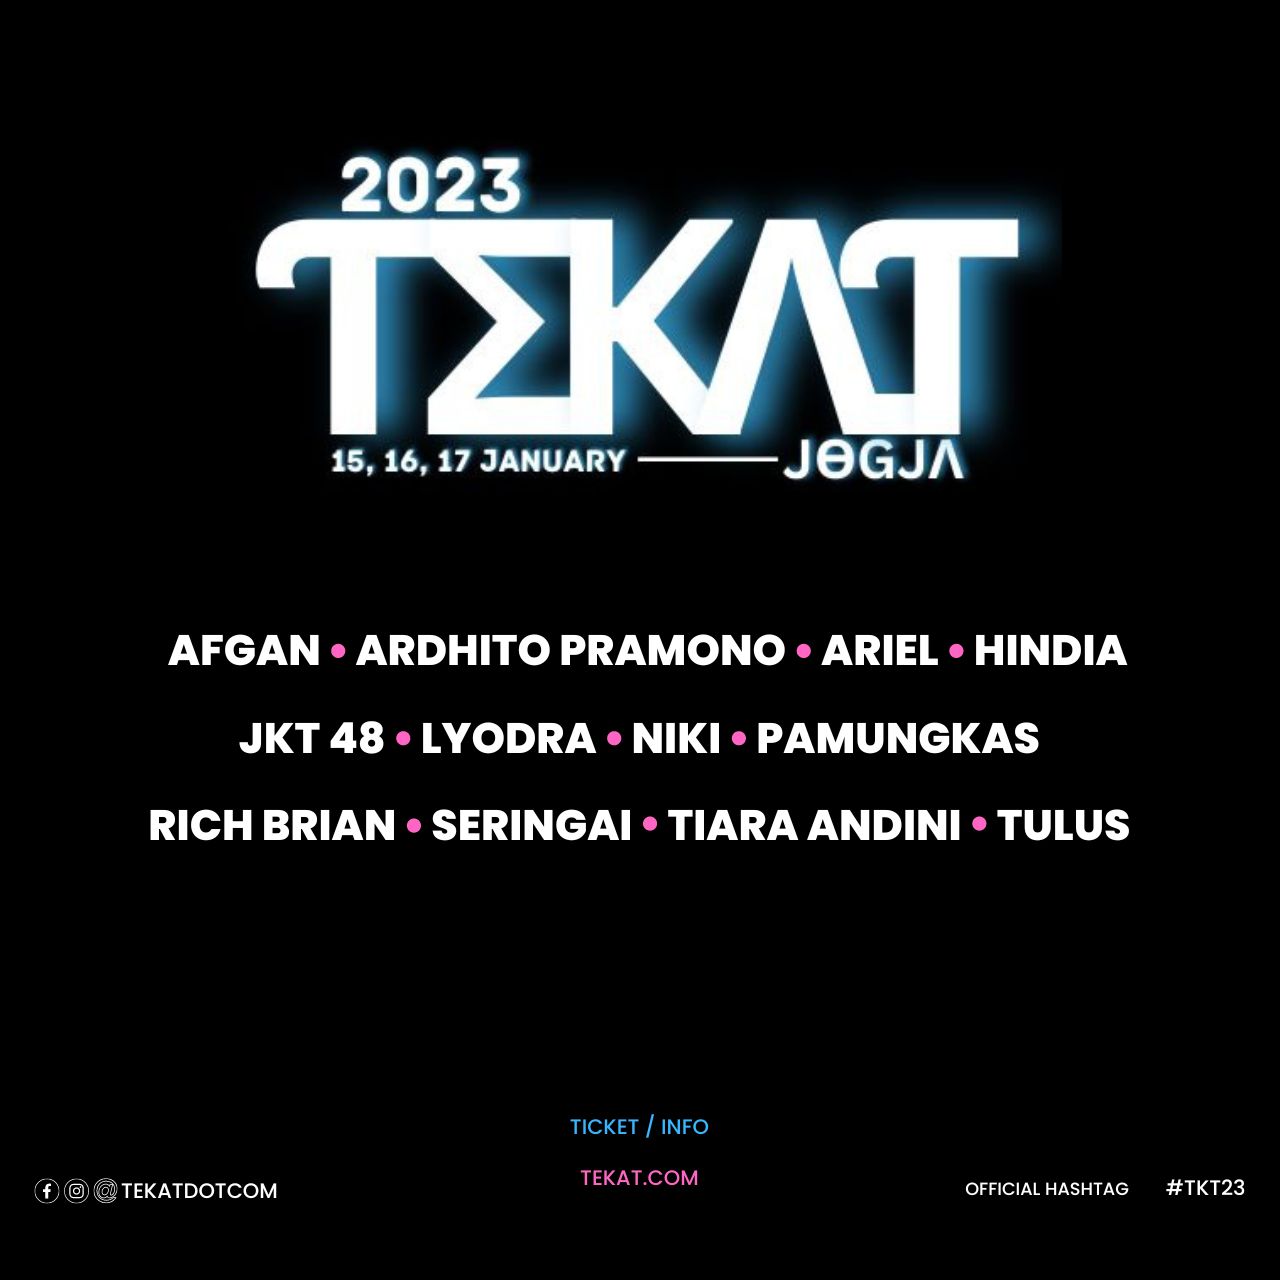 2023
TEKAT
15, 16, 17 JANUARY JOGJA
AFGAN • ARDHITO PRAMONO • ARIEL • HINDIA
JKT 48 • LYODRA • NIKI • PAMUNGKAS
RICH BRIAN • SERINGAI • TIARA ANDINI • TULUS
TICKET / INFO
TEKAT.COM
@TEKATDOTCOM
OFFICIAL HASHTAG #TKT23